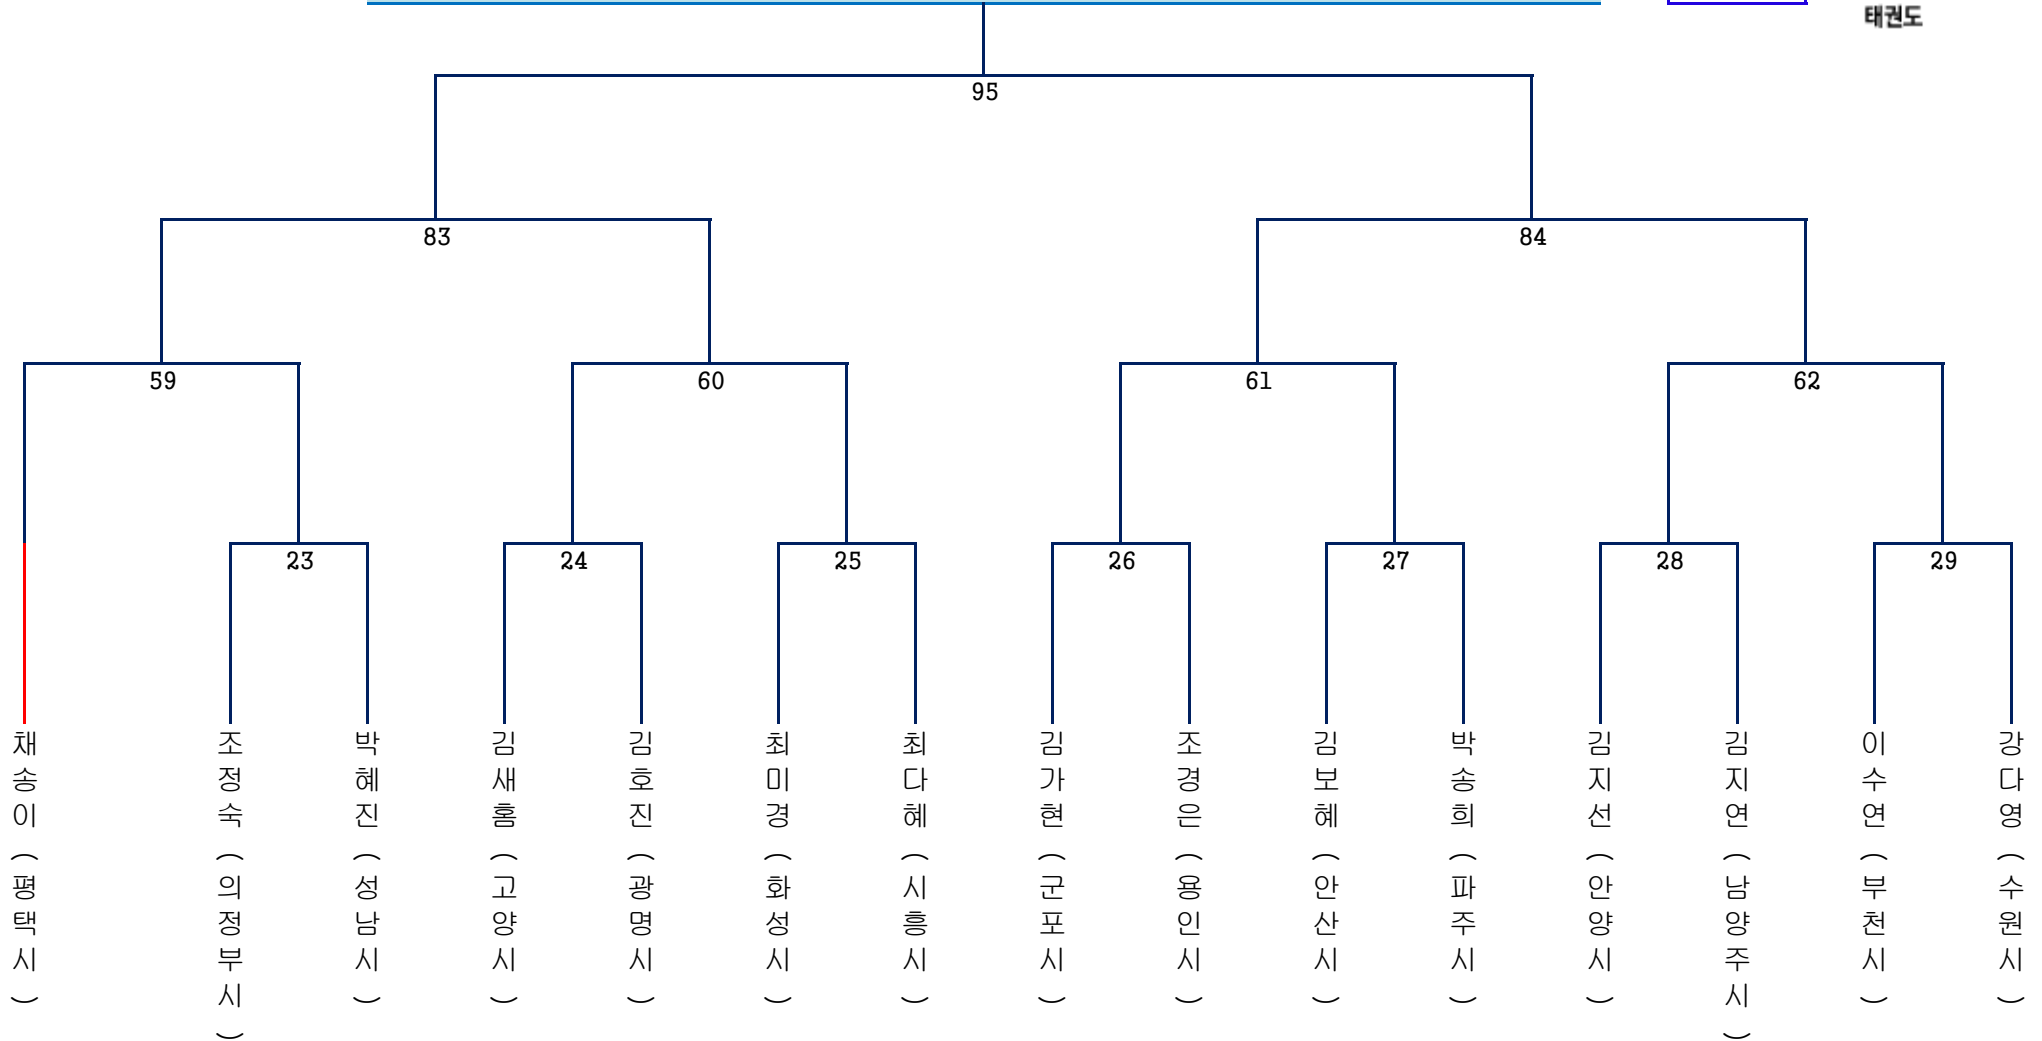 태권도
95
83
84
59
60
61
62
23
24
25
26
27
28
29
채송이(평택시)
조정숙(의정부시)
박혜진(성남시)
김새홈(고양시)
김호진(광명시)
최미경(화성시)
최다혜(시흥시)
김가현(군포시)
조경은(용인시)
김보혜(안산시)
박송희(파주시)
김지선(안양시)
김지연(남양주시)
이수연(부천시)
강다영(수원시)